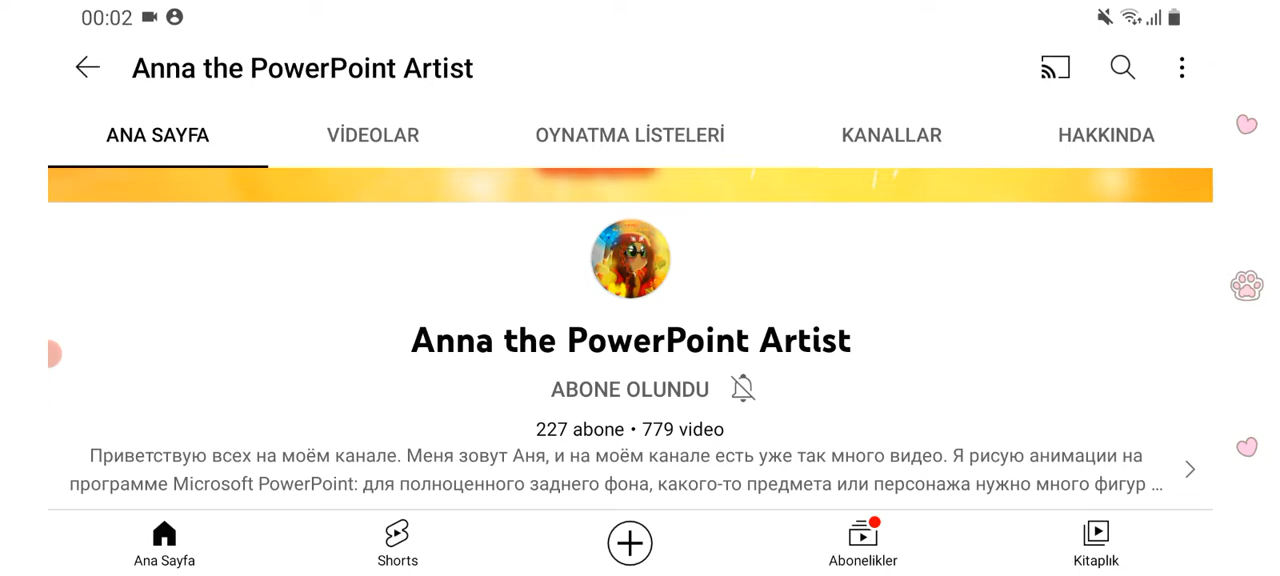 00:02
Anna the PowerPoint Artist
ANA SAYFA VİDEOLAR OYNATMA LİSTELERİ KANALLAR HAKKINDA
Anna the PowerPoint Artist
ABONE OLUNDU
227 abone • 779 video
Приветствую всех на моём канале. Меня зовут Аня, и на моём канале есть уже так много видео. Я рисую анимации на
программе Microsoft PowerPoint: для полноценного заднего фона, какого-то предмета или персонажа нужно много фигур ...
Ana Sayfa Shorts Abonelikler Kitaplık